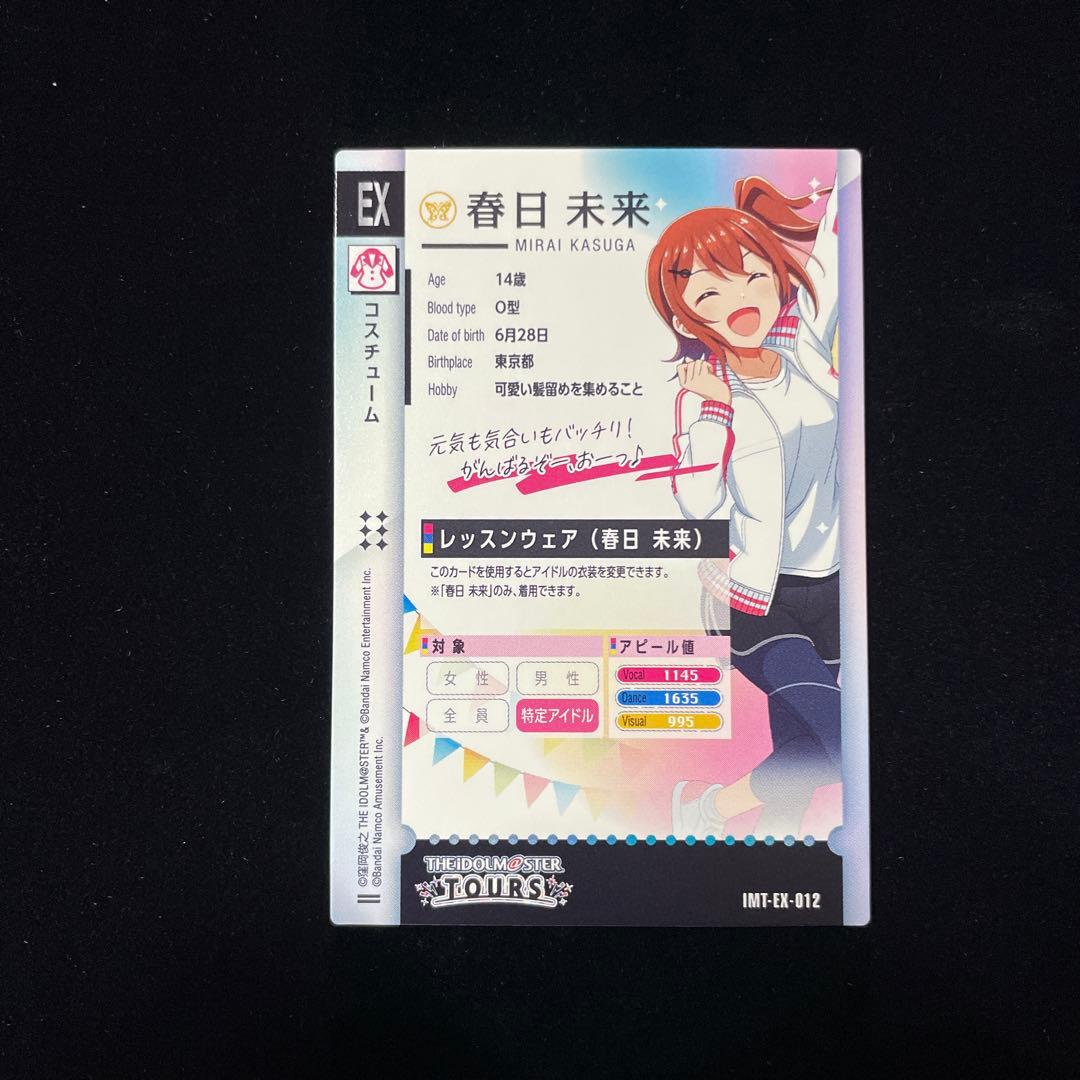 EX
コスチューム
春日 未来
MIRAI KASUGA
Age 14歳
Blood type O型
Date of birth 6月28日
Birthplace 東京都
Hobby 可愛い髪留めを集めること
元気も気合いもバッチリ!
がんばるぞー、おーっ♪
レッスンウェア(春日 未来)
このカードを使用するとアイドルの衣装を変更できます。
※「春日 未来」のみ、着用できます。
対象
女性 男性
全員 特定アイドル
アピール値
Vocal 1145
Dance 1635
Visual 995
©窪岡俊之 THE IDOLM@STER™& ©Bandai Namco Entertainment Inc.
©Bandai Namco Amusement Inc.
THE iDOLM@STER
TOURS
IMT-EX-012